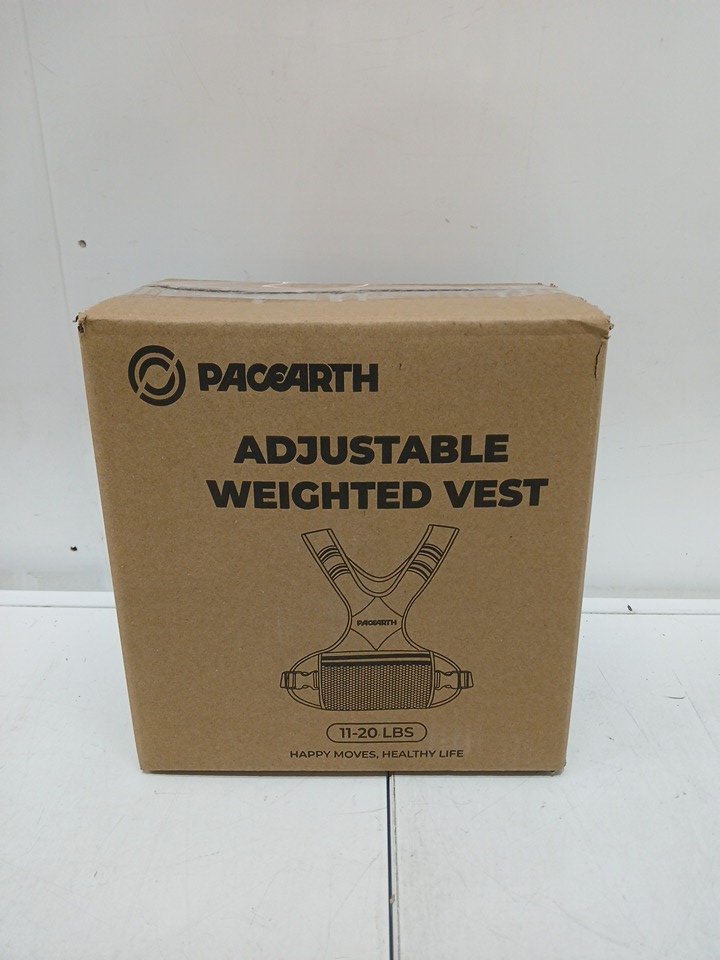 PACEARTH
ADJUSTABLE
WEIGHTED VEST
PACEARTH
11-20 LBS
HAPPY MOVES, HEALTHY LIFE